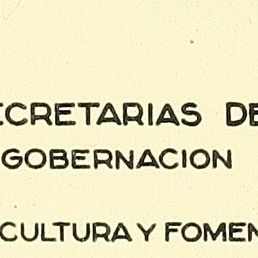 ECRETARIAS DE
GOBERNACION
CULTURA Y FOMEN